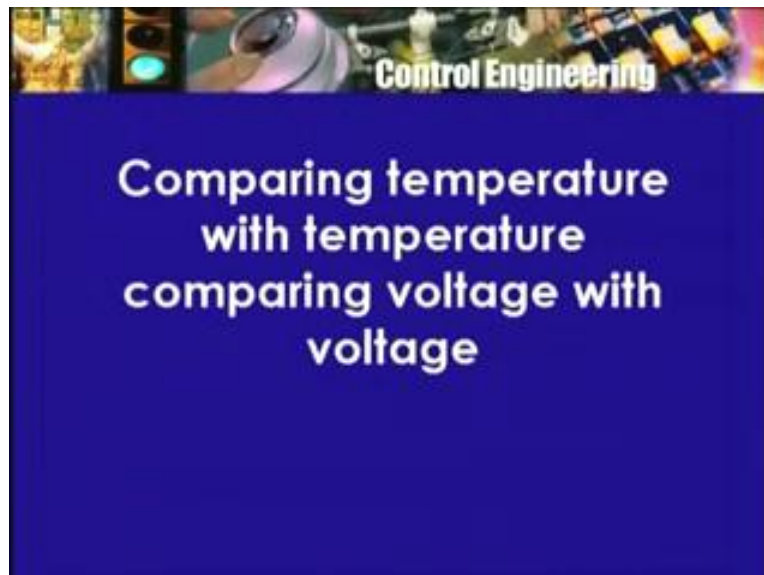 Control Engineering
Comparing temperature
with temperature
comparing voltage with
voltage